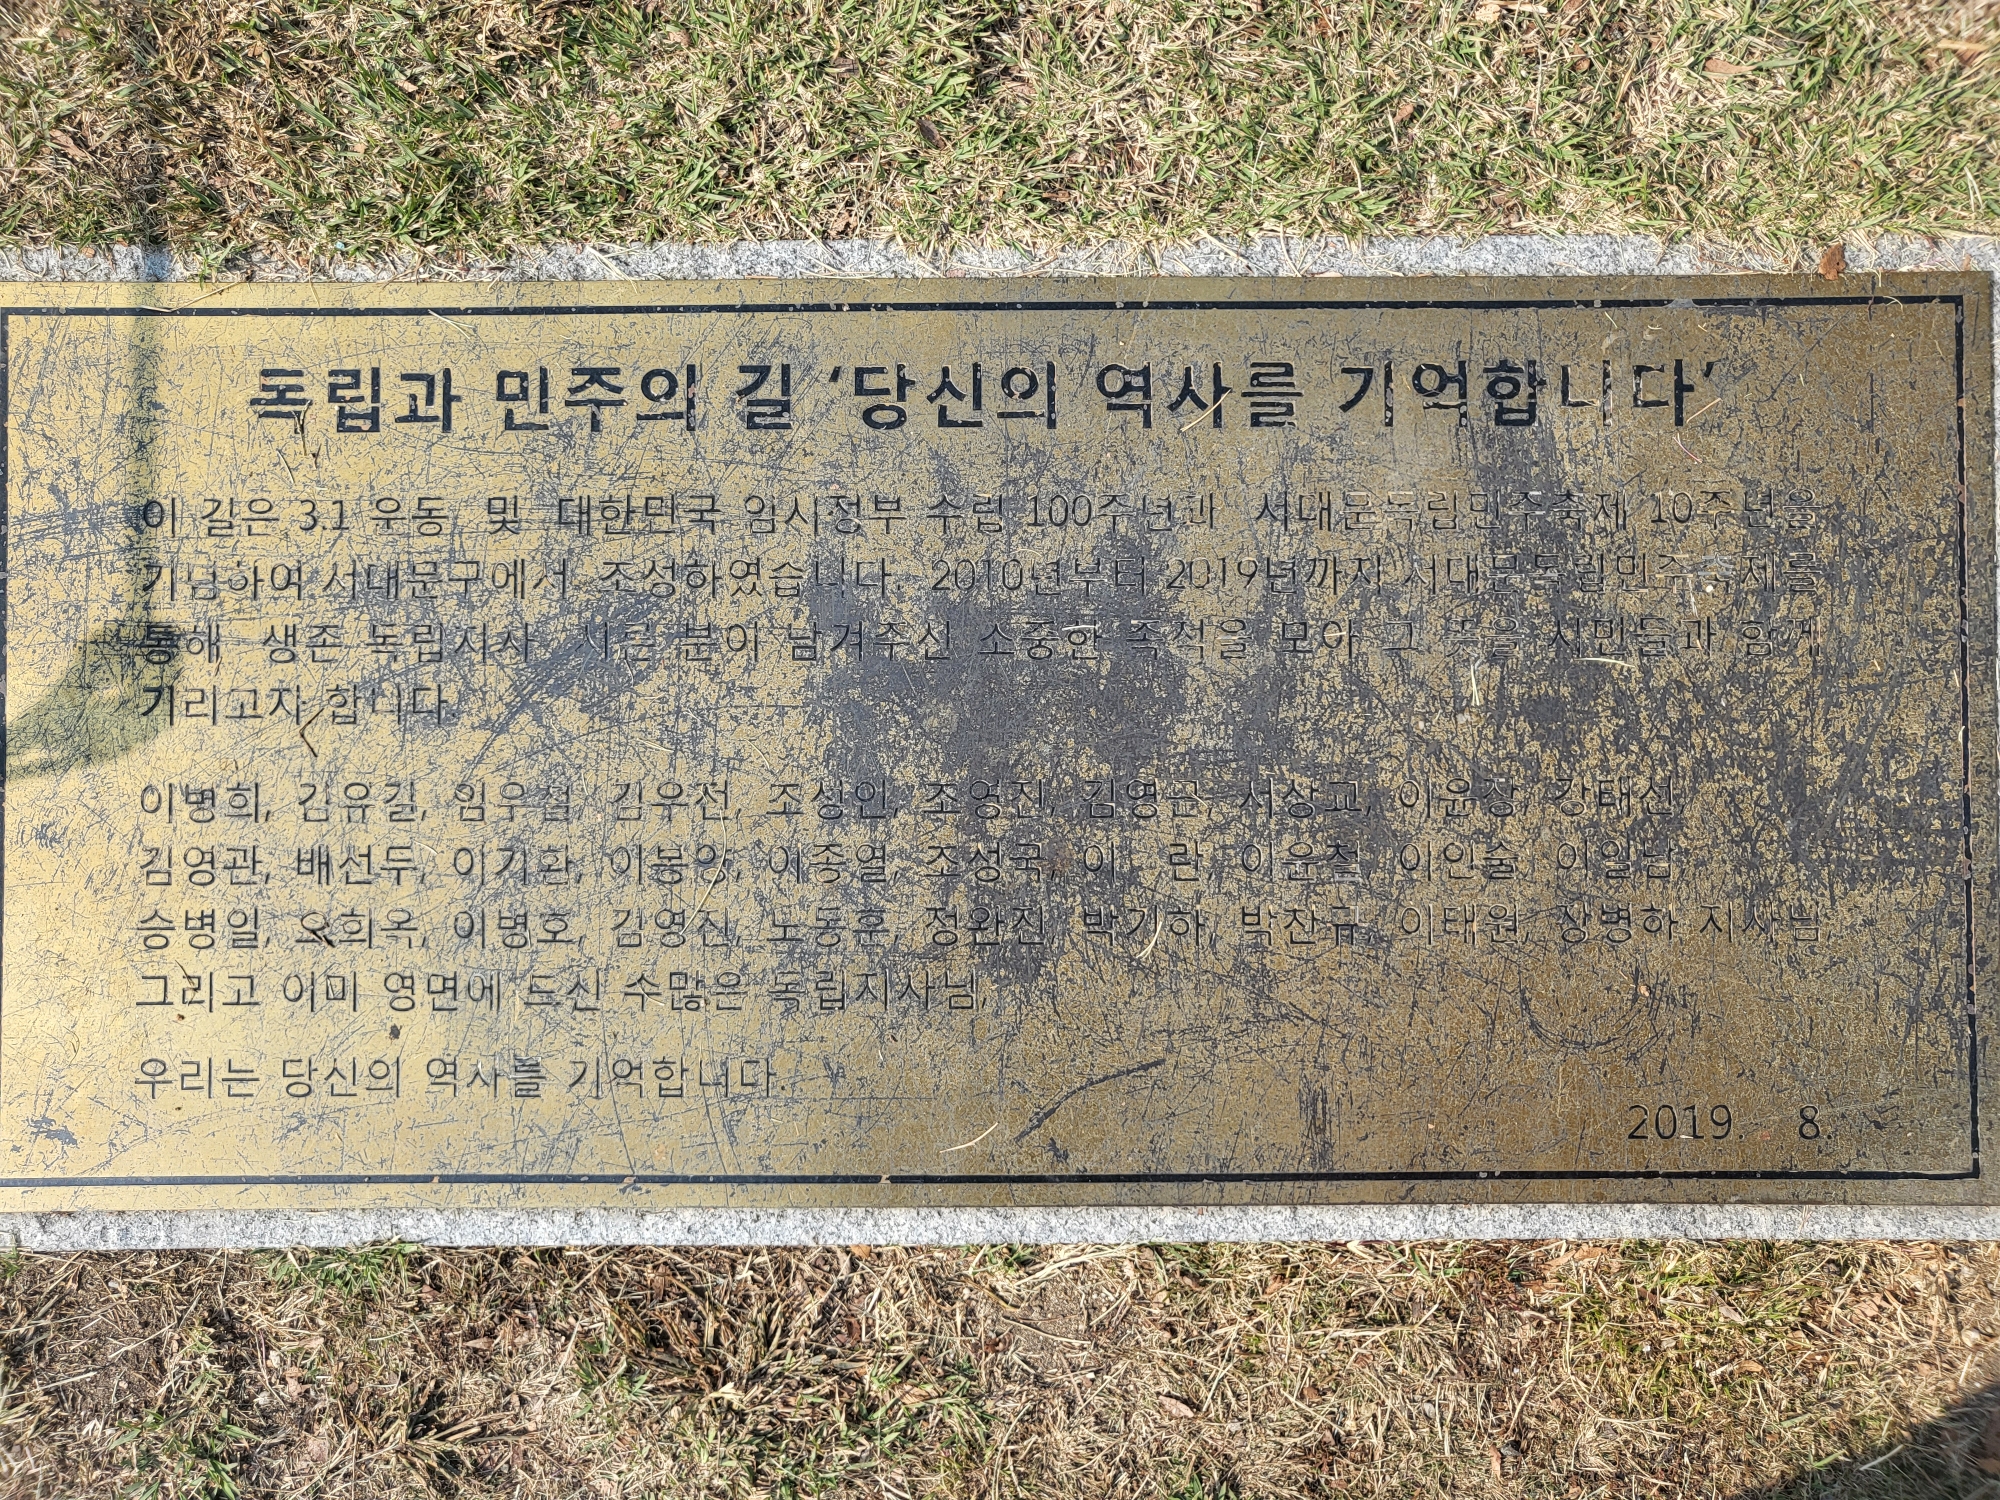 독립과 민주의 길 ‘당신의 역사를 기억합니다’
이 길은 3.1 운동 및 대한민국 임시정부 수립 100주년과 서대문독립민주축제 10주년을
기념하여 서대문구에서 조성하였습니다. 2010년부터 2019년까지 서대문독립민주축제를
통해 생존 독립지사 서른 분이 남겨주신 소중한 족적을 모아 그 뜻을 시민들과 함께
기리고자 합니다.
이병희, 김유길, 임우철, 김우전, 조성인, 조영진, 김영근, 서상교, 이윤장, 강태선,
김영관, 배선두, 이기환, 이봉양, 이종열, 조성국, 이 란, 이윤철, 이인술, 이일남,
승병일, 오희옥, 이병호, 김영진, 노동훈, 정완진, 박기하, 박찬규, 이태원, 장병하 지사님,
그리고 이미 영면에 드신 수많은 독립지사님,
우리는 당신의 역사를 기억합니다.
2019. 8.